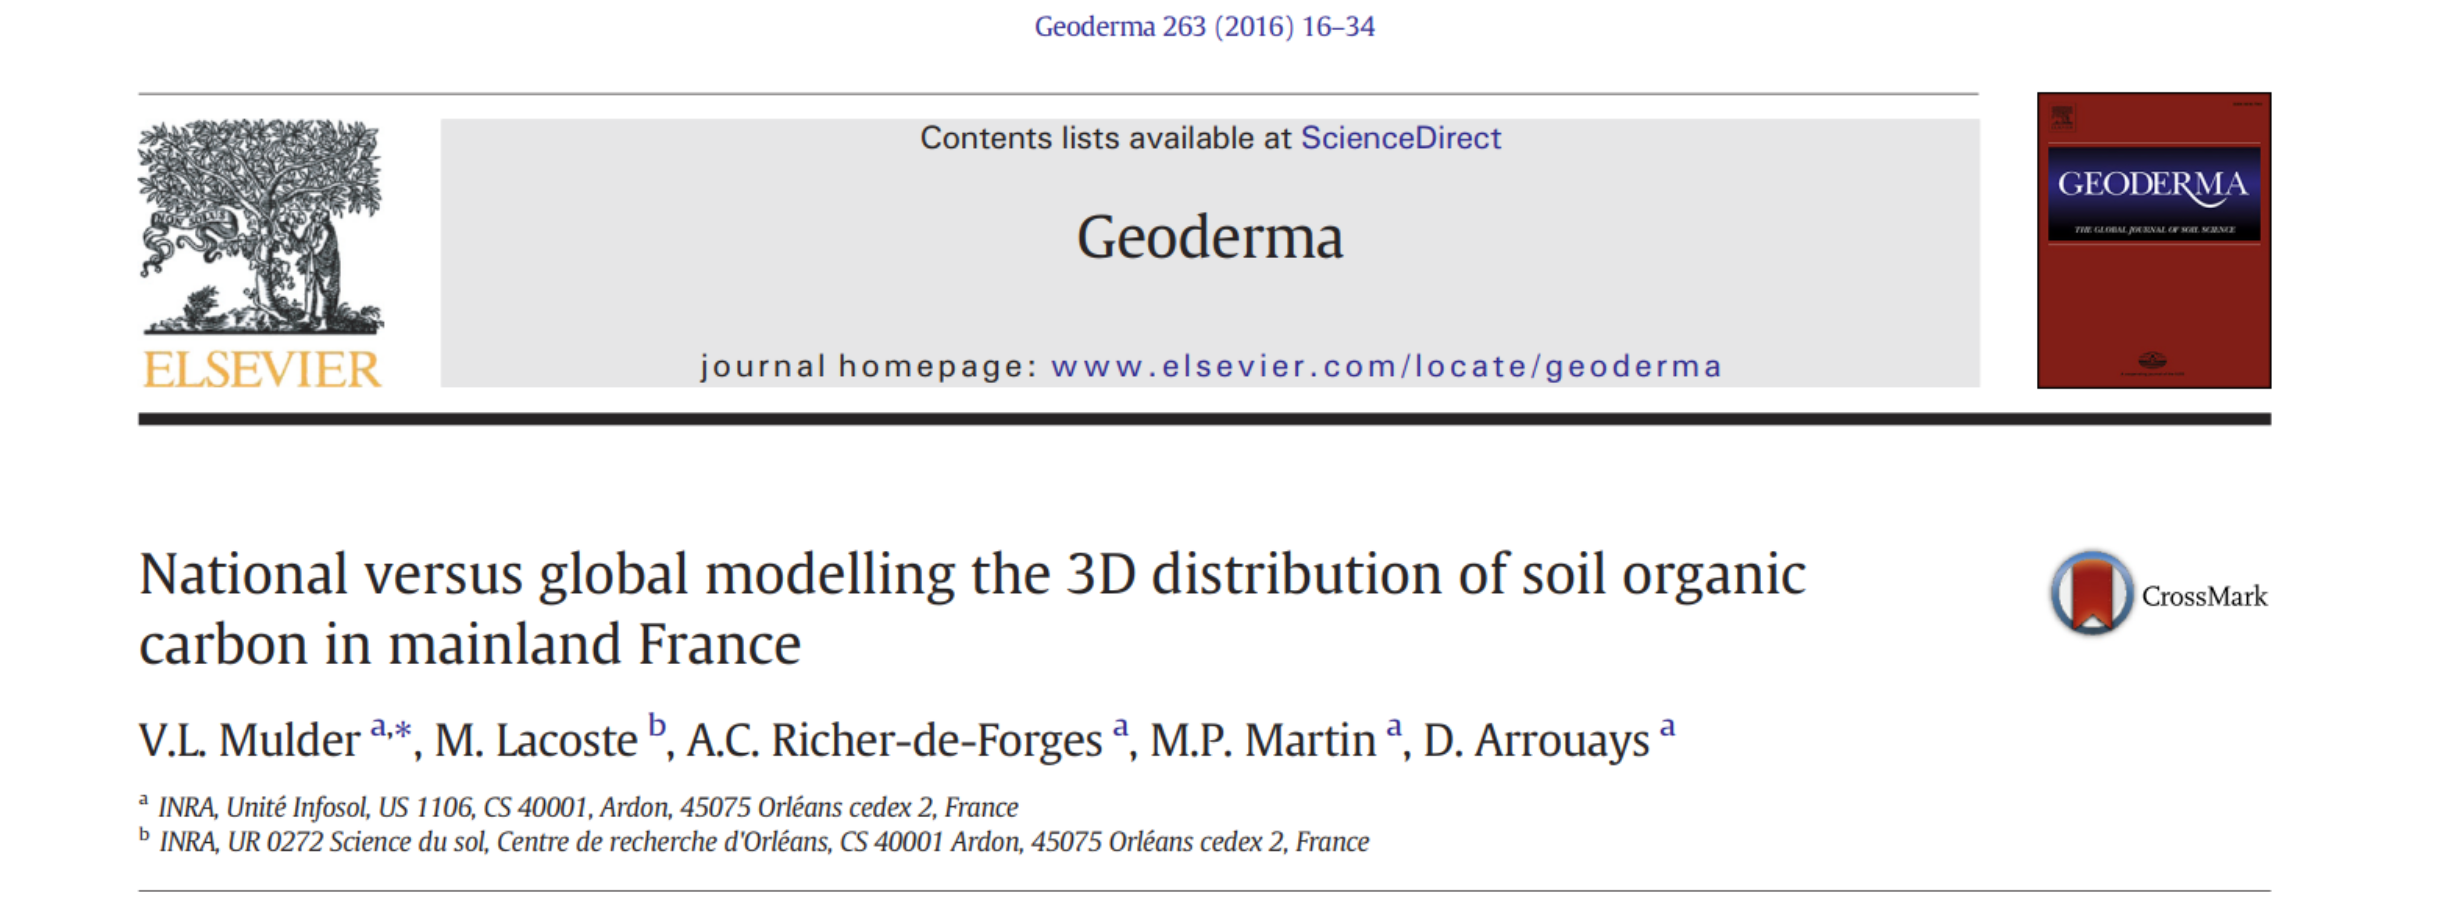 Geoderma 263 (2016) 16–34
Contents lists available at ScienceDirect
Geoderma
journal homepage: www.elsevier.com/locate/geoderma
NON SOLUS
ELSEVIER
GEODERMA
THE GLOBAL JOURNAL OF SOIL SCIENCE
National versus global modelling the 3D distribution of soil organic
carbon in mainland France
CrossMark
V.L. Mulder a,*, M. Lacoste b, A.C. Richer-de-Forges a, M.P. Martin a, D. Arrouays a
a INRA, Unité Infosol, US 1106, CS 40001, Ardon, 45075 Orléans cedex 2, France
b INRA, UR 0272 Science du sol, Centre de recherche d'Orléans, CS 40001 Ardon, 45075 Orléans cedex 2, France